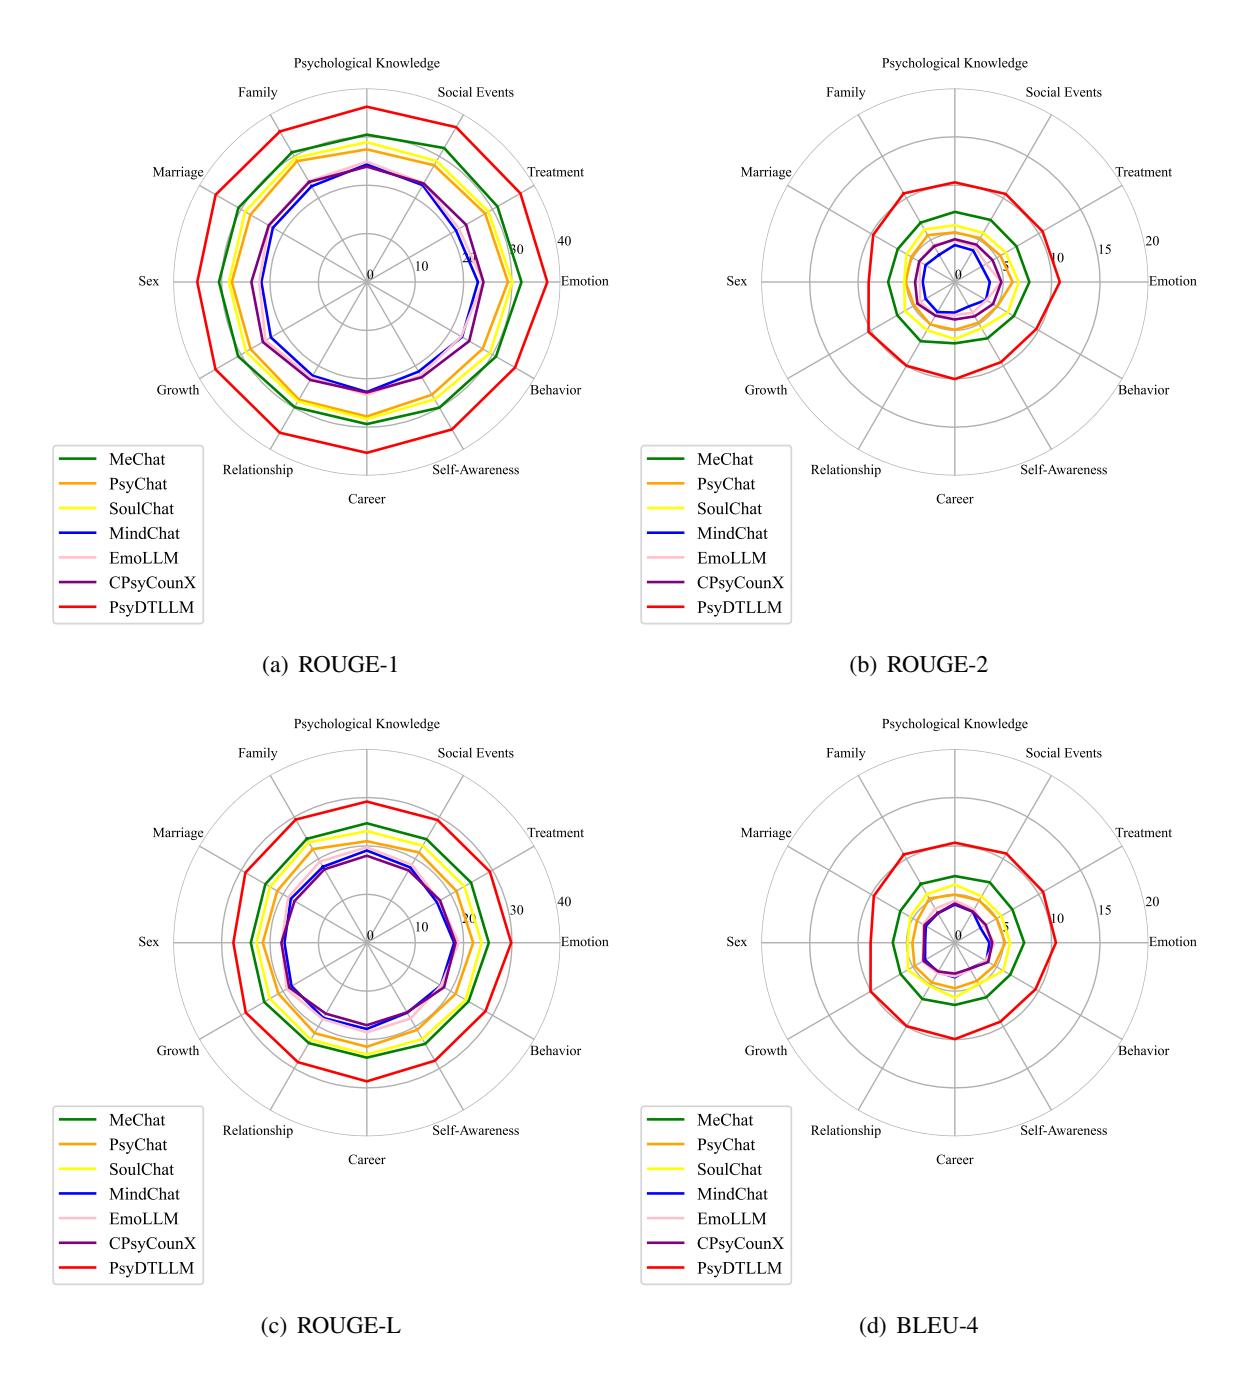 Psychological Knowledge
Family
Social Events
Marriage
Treatment
Sex
0
10
20
30
40
Emotion
Growth
Behavior
Relationship
Self-Awareness
Career
MeChat
PsyChat
SoulChat
MindChat
EmoLLM
CPsyCounX
PsyDTLLM
(a) ROUGE-1
Psychological Knowledge
Family
Social Events
Marriage
Treatment
Sex
0
5
10
15
20
Emotion
Growth
Behavior
Relationship
Self-Awareness
Career
MeChat
PsyChat
SoulChat
MindChat
EmoLLM
CPsyCounX
PsyDTLLM
(b) ROUGE-2
Psychological Knowledge
Family
Social Events
Marriage
Treatment
Sex
0
10
20
30
40
Emotion
Growth
Behavior
Relationship
Self-Awareness
Career
MeChat
PsyChat
SoulChat
MindChat
EmoLLM
CPsyCounX
PsyDTLLM
(c) ROUGE-L
Psychological Knowledge
Family
Social Events
Marriage
Treatment
Sex
0
5
10
15
20
Emotion
Growth
Behavior
Relationship
Self-Awareness
Career
MeChat
PsyChat
SoulChat
MindChat
EmoLLM
CPsyCounX
PsyDTLLM
(d) BLEU-4